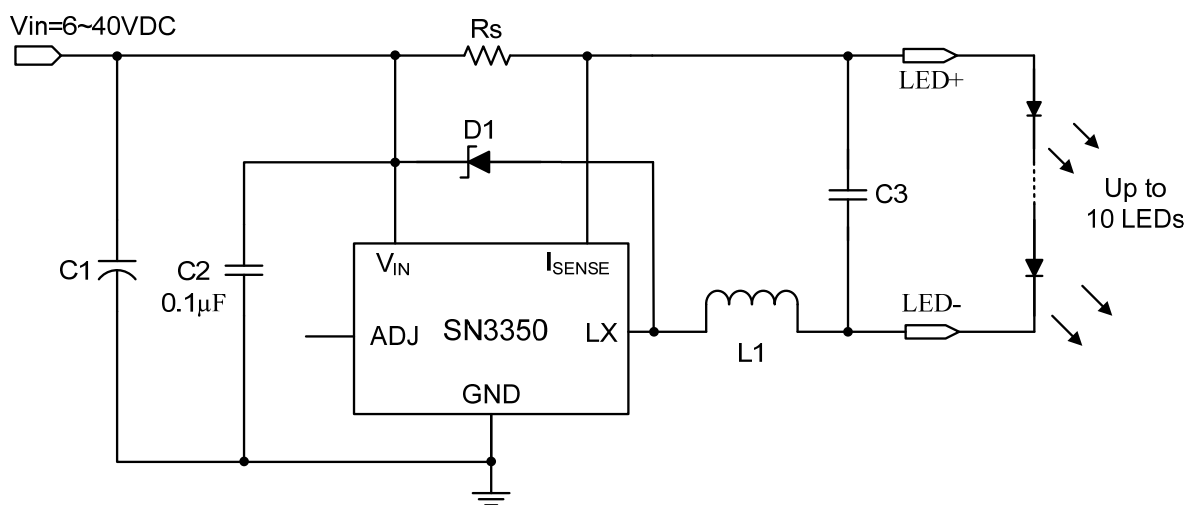 Vin=6~40VDC
Rs
LED+
D1
C3
Up to
10 LEDs
C1
C2
0.1μF
VIN
ISENSE
ADJ
SN3350
LX
GND
L1
LED-